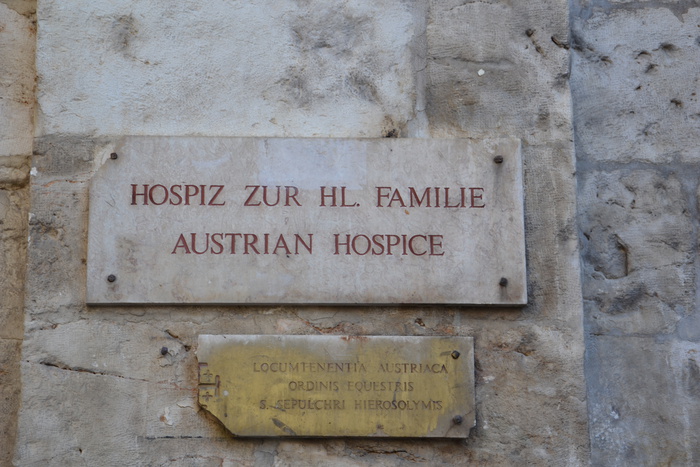 HOSPIZ ZUR HL. FAMILIE
AUSTRIAN HOSPICE
LOCUMTENENTIA AUSTRIACA
ORDINIS EQUESTRIS
S. SEPULCHRI HIEROSOLYMIS